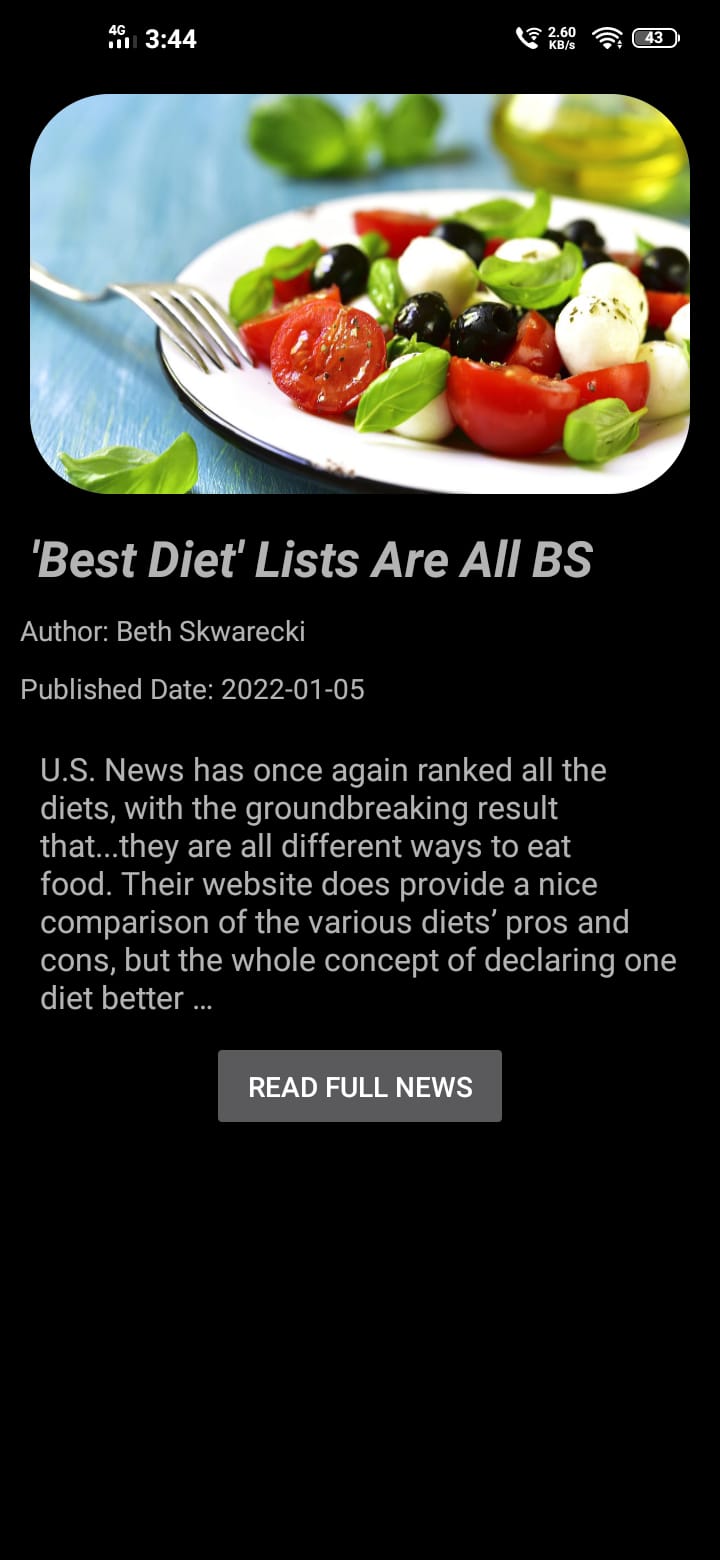 4G
3:44
2.60
KB/s
43
'Best Diet' Lists Are All BS
Author: Beth Skwarecki
Published Date: 2022-01-05
U.S. News has once again ranked all the
diets, with the groundbreaking result
that...they are all different ways to eat
food. Their website does provide a nice
comparison of the various diets’ pros and
cons, but the whole concept of declaring one
diet better …
READ FULL NEWS